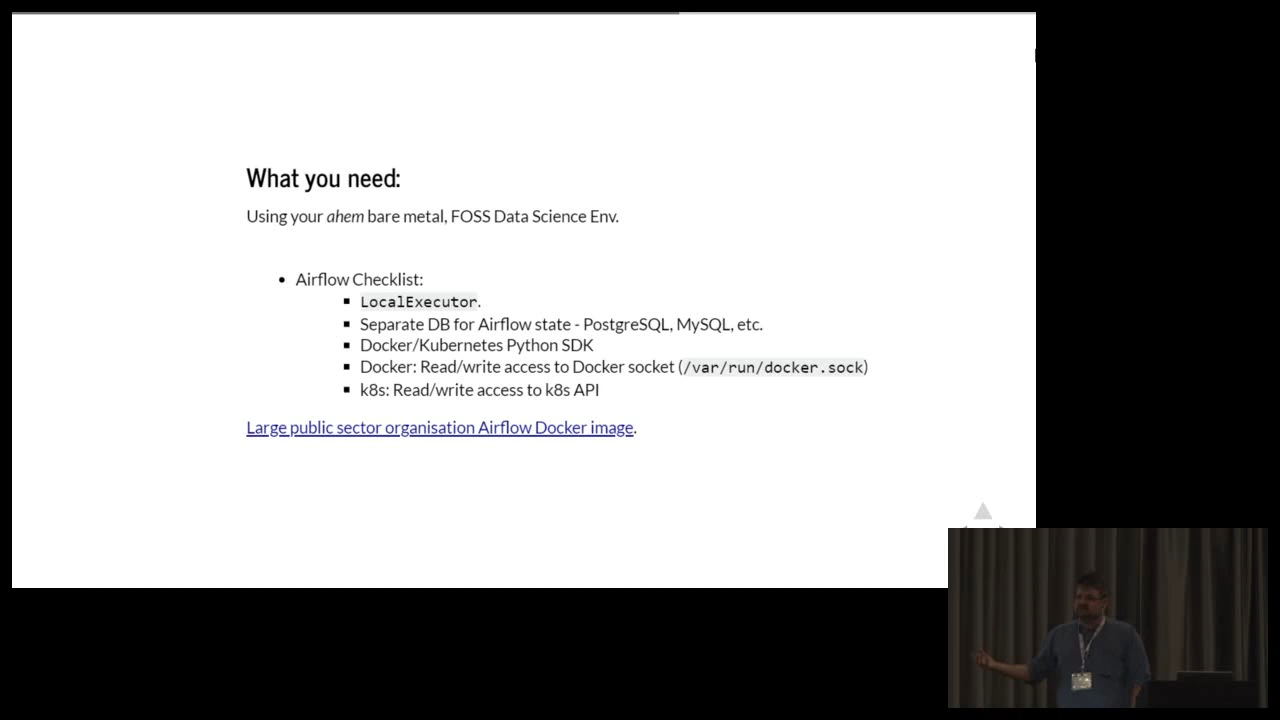 What you need:
Using your ahem bare metal, FOSS Data Science Env.
Airflow Checklist:
LocalExecutor.
Separate DB for Airflow state - PostgreSQL, MySQL, etc.
Docker/Kubernetes Python SDK
Docker: Read/write access to Docker socket (/var/run/docker.sock)
k8s: Read/write access to k8s API
Large public sector organisation Airflow Docker image.